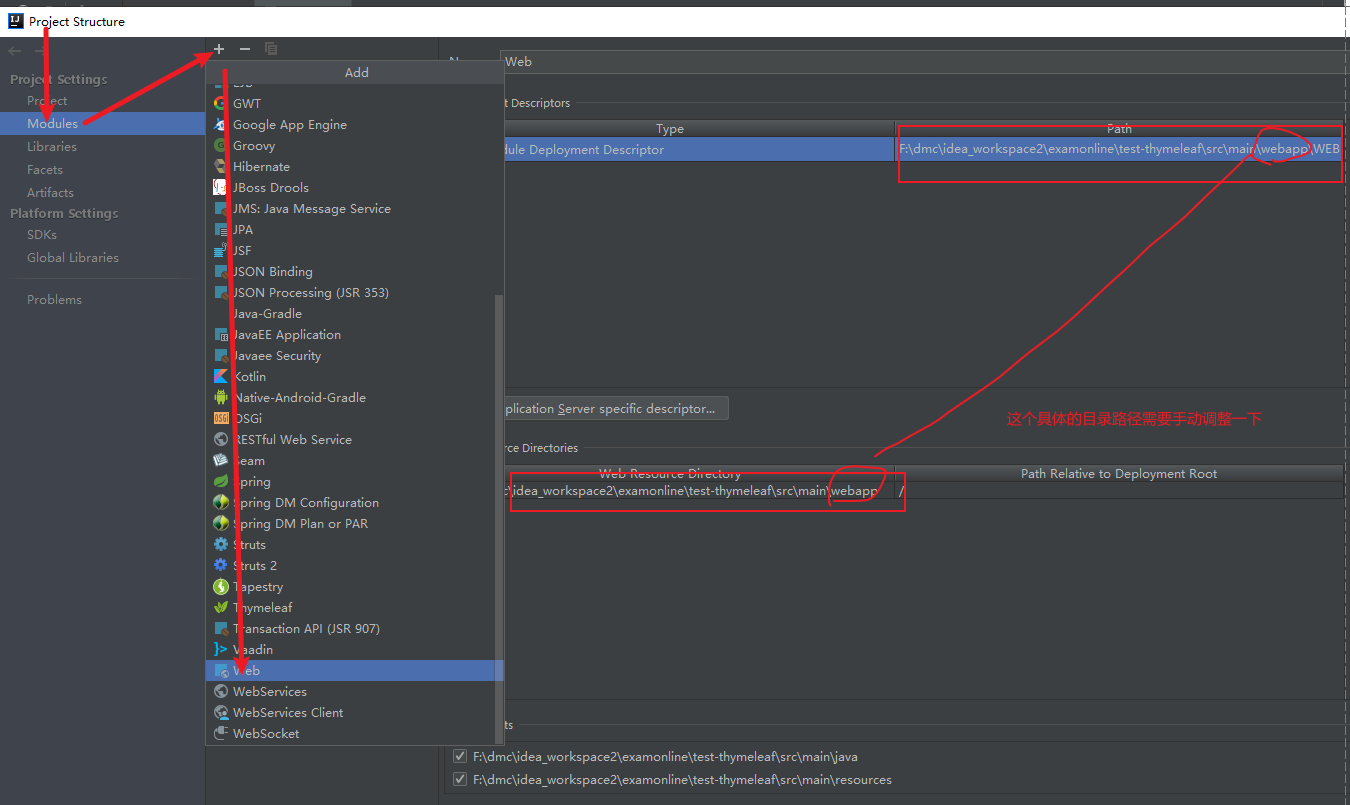 Project Structure
Project Settings
Project
Modules
Libraries
Facets
Artifacts
Platform Settings
SDKs
Global Libraries
Problems
Add
GWT
Google App Engine
Groovy
Hibernate
JBoss Drools
JMS: Java Message Service
JPA
JSF
JSON Binding
JSON Processing (JSR 353)
Java-Gradle
JavaEE Application
Javaee Security
Kotlin
Native-Android-Gradle
OSGi
RESTful Web Service
Seam
Spring
Spring DM Configuration
Spring DM Plan or PAR
Struts
Struts 2
Tapestry
Thymeleaf
Transaction API (JSR 907)
Vaadin
Web
WebServices
WebServices Client
WebSocket
Web
t Descriptors
Type Path
dule Deployment Descriptor F:\dmc\idea_workspace2\examonline\test-thymeleaf\src\main\webapp\WEB
plication Server specific descriptor...
这个具体的目录路径需要手动调整一下
rce Directories
Web Resource Directory Path Relative to Deployment Root
c\idea_workspace2\examonline\test-thymeleaf\src\main\webapp /
ts
F:\dmc\idea_workspace2\examonline\test-thymeleaf\src\main\java
F:\dmc\idea_workspace2\examonline\test-thymeleaf\src\main\resources